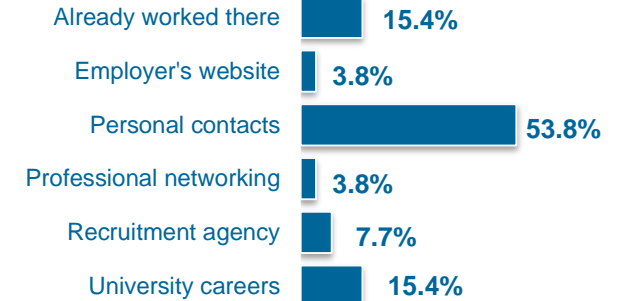 Already worked there 15.4%
Employer's website 3.8%
Personal contacts 53.8%
Professional networking 3.8%
Recruitment agency 7.7%
University careers 15.4%